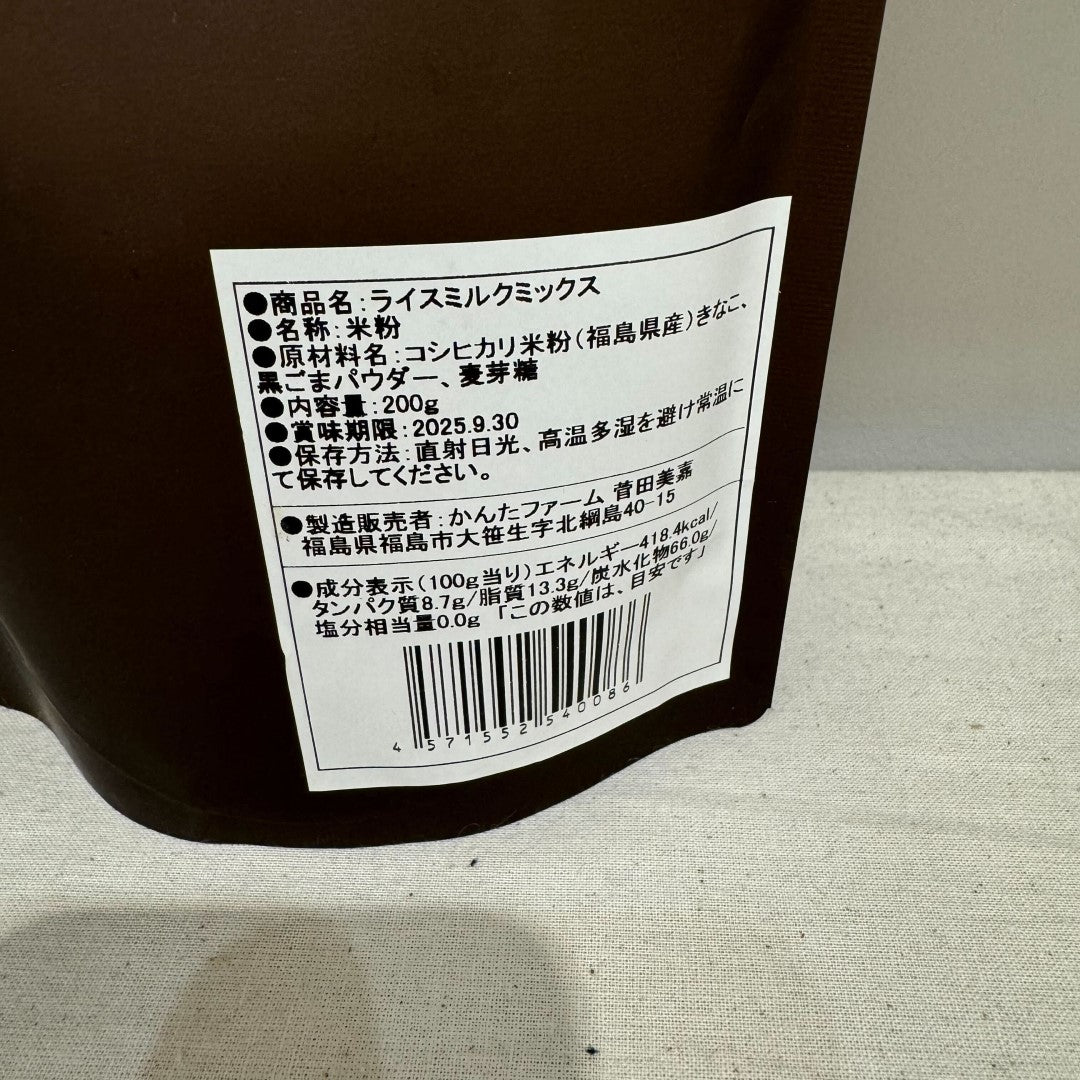 ●商品名:ライスミルクミックス
●名称:米粉
●原材料名:コシヒカリ米粉(福島県産)きなこ、
黒ごまパウダー、麦芽糖
●内容量:200g
●賞味期限:2025.9.30
●保存方法:直射日光、高温多湿を避け常温に
て保存してください。
●製造販売者:かんたファーム 菅田美嘉
福島県福島市大笹生字北綱島40-15
●成分表示(100g当り)エネルギー418.4kcal/
タンパク質8.7g/脂質13.3g/炭水化物66.0g/
塩分相当量0.0g 「この数値は、目安です」
4 571552 540086